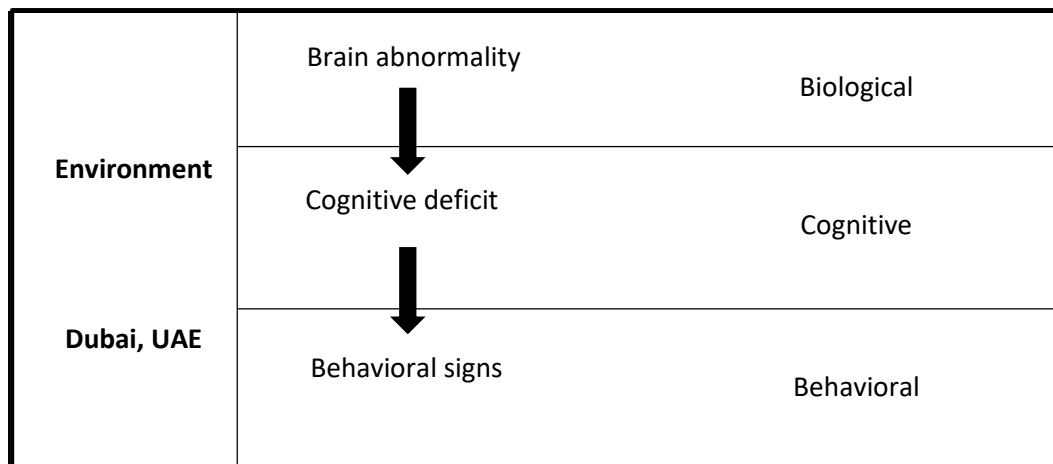 Brain abnormality
Biological
Environment
Cognitive deficit
Cognitive
Dubai, UAE
Behavioral signs
Behavioral